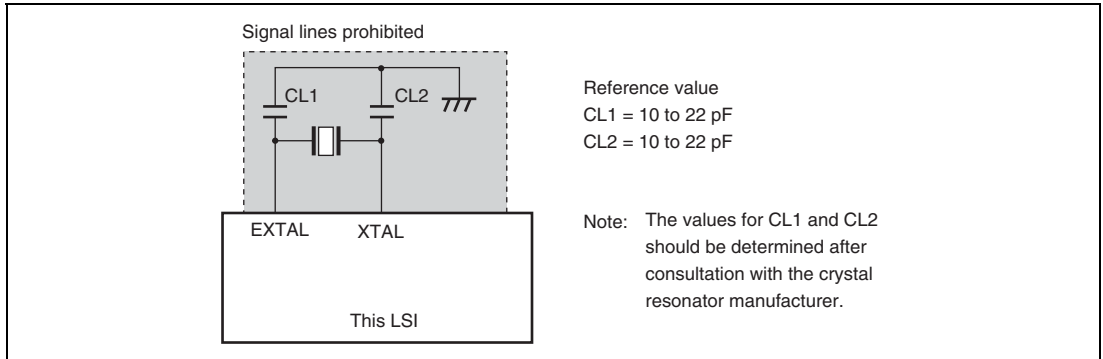 Signal lines prohibited
CL1
CL2
Reference value
CL1 = 10 to 22 pF
CL2 = 10 to 22 pF
EXTAL
XTAL
This LSI
Note: The values for CL1 and CL2
should be determined after
consultation with the crystal
resonator manufacturer.